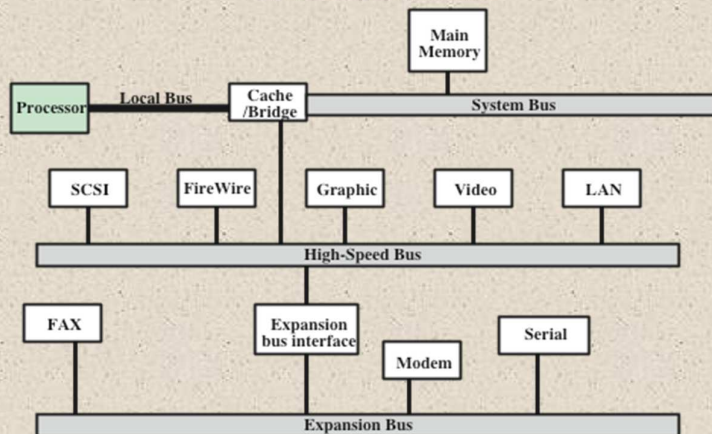 Main
Memory
Processor
Local Bus
Cache
/Bridge
System Bus
SCSI
FireWire
Graphic
Video
LAN
High-Speed Bus
FAX
Expansion
bus interface
Serial
Modem
Expansion Bus